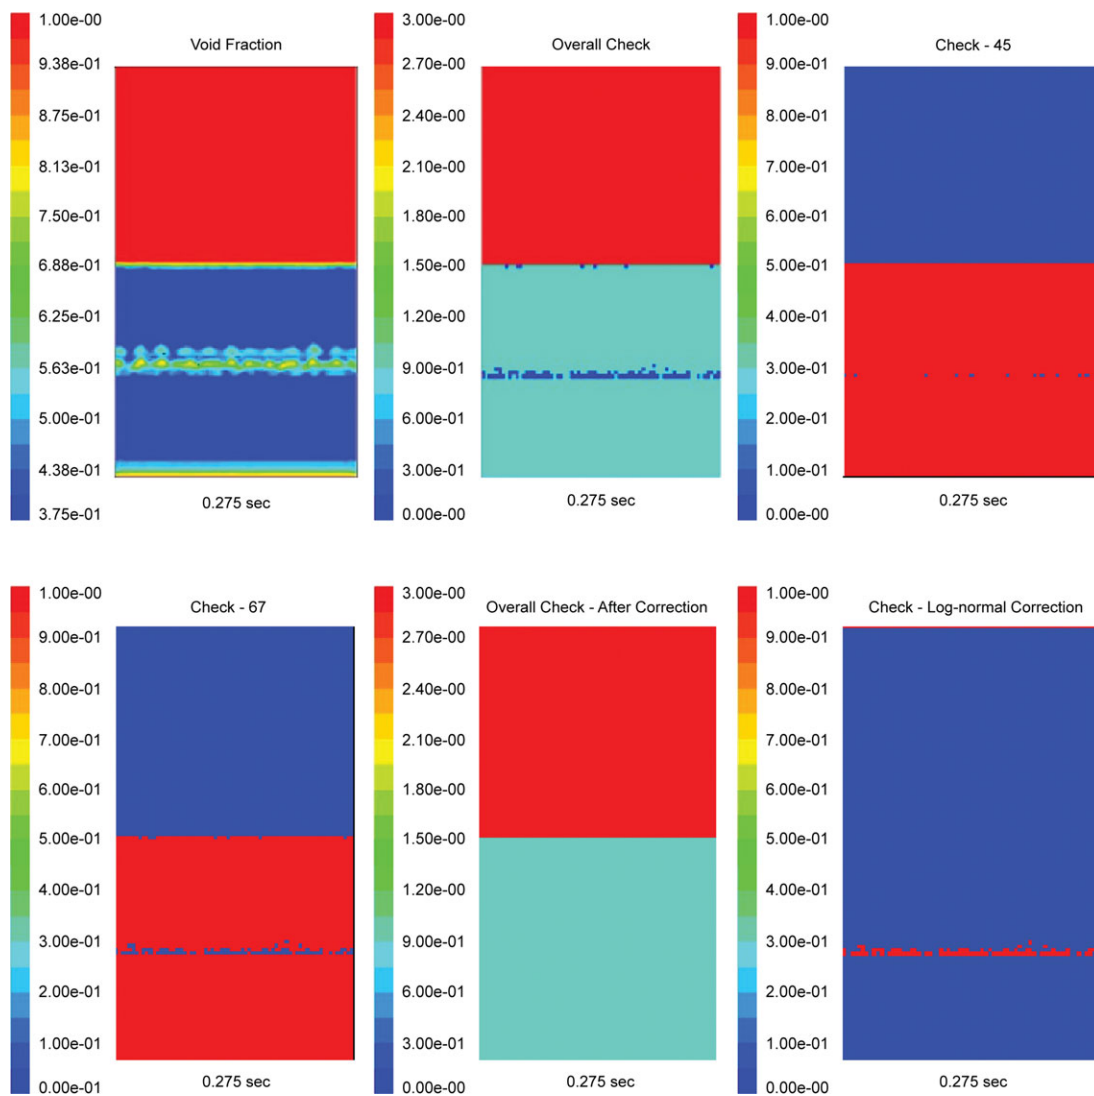 Void Fraction
1.00e-00
9.38e-01
8.75e-01
8.13e-01
7.50e-01
6.88e-01
6.25e-01
5.63e-01
5.00e-01
4.38e-01
3.75e-01
0.275 sec
Overall Check
3.00e-00
2.70e-00
2.40e-00
2.10e-00
1.80e-00
1.50e-00
1.20e-00
9.00e-01
6.00e-01
3.00e-01
0.00e-00
0.275 sec
Check - 45
1.00e-00
9.00e-01
8.00e-01
7.00e-01
6.00e-01
5.00e-01
4.00e-01
3.00e-01
2.00e-01
1.00e-01
0.00e-00
0.275 sec
Check - 67
1.00e-00
9.00e-01
8.00e-01
7.00e-01
6.00e-01
5.00e-01
4.00e-01
3.00e-01
2.00e-01
1.00e-01
0.00e-01
0.275 sec
Overall Check - After Correction
3.00e-00
2.70e-00
2.40e-00
2.10e-00
1.80e-00
1.50e-00
1.20e-00
9.00e-01
6.00e-01
3.00e-01
0.00e-00
0.275 sec
Check - Log-normal Correction
1.00e-00
9.00e-01
8.00e-01
7.00e-01
6.00e-01
5.00e-01
4.00e-01
3.00e-01
2.00e-01
1.00e-01
0.00e-00
0.275 sec